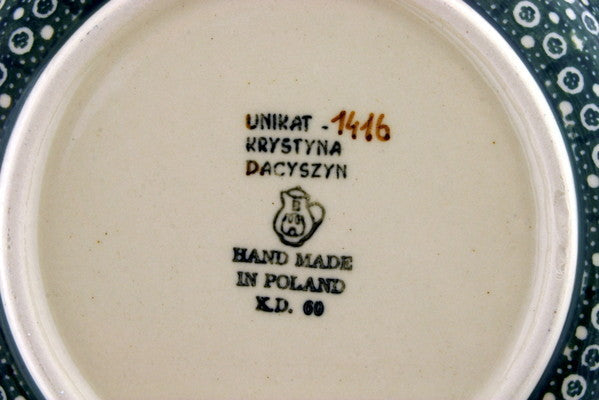 UNIKAT - 1416
KRYSTYNA
DACYSZYN
HAND MADE
IN POLAND
K.D. 60